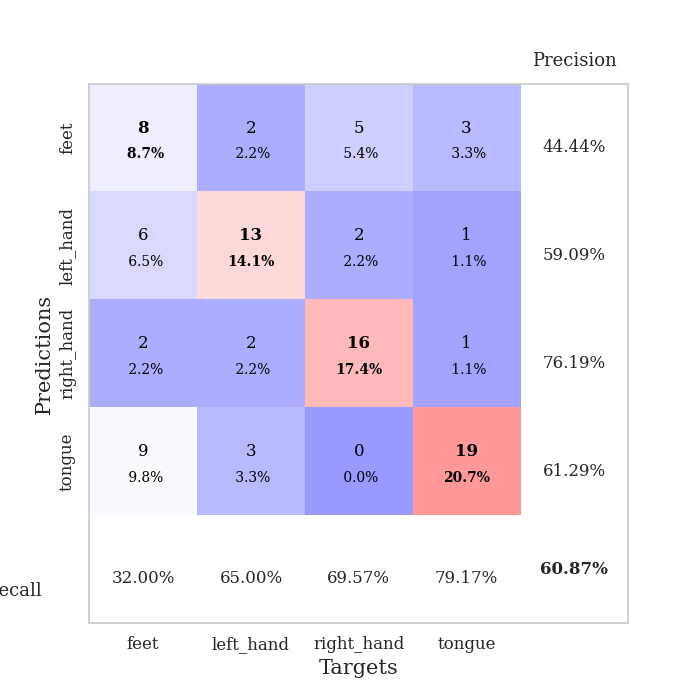 Precision
feet 8 2 5 3 44.44%
8.7% 2.2% 5.4% 3.3%
left_hand 6 13 2 1 59.09%
6.5% 14.1% 2.2% 1.1%
right_hand 2 2 16 1 76.19%
2.2% 2.2% 17.4% 1.1%
tongue 9 3 0 19 61.29%
9.8% 3.3% 0.0% 20.7%
Predictions
ecall 32.00% 65.00% 69.57% 79.17% 60.87%
feet left_hand right_hand tongue
Targets